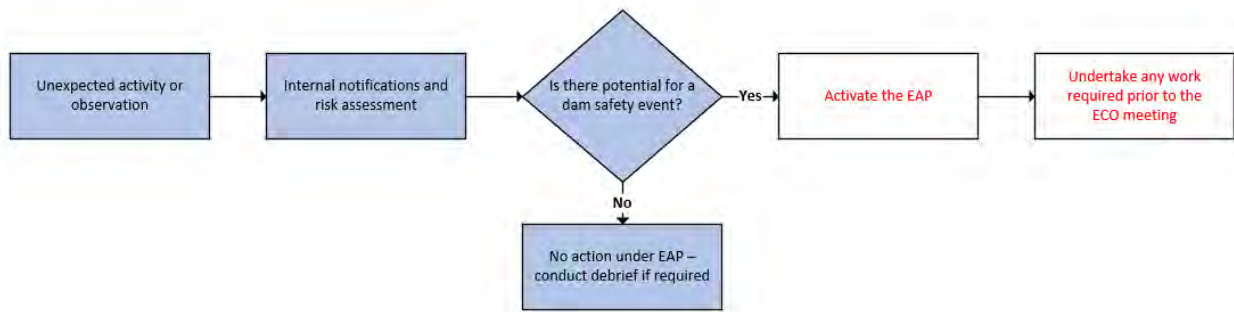 Unexpected activity or
observation
Internal notifications and
risk assessment
Is there potential for a
dam safety event?
Yes
Activate the EAP
Undertake any work
required prior to the
ECO meeting
No
No action under EAP –
conduct debrief if required